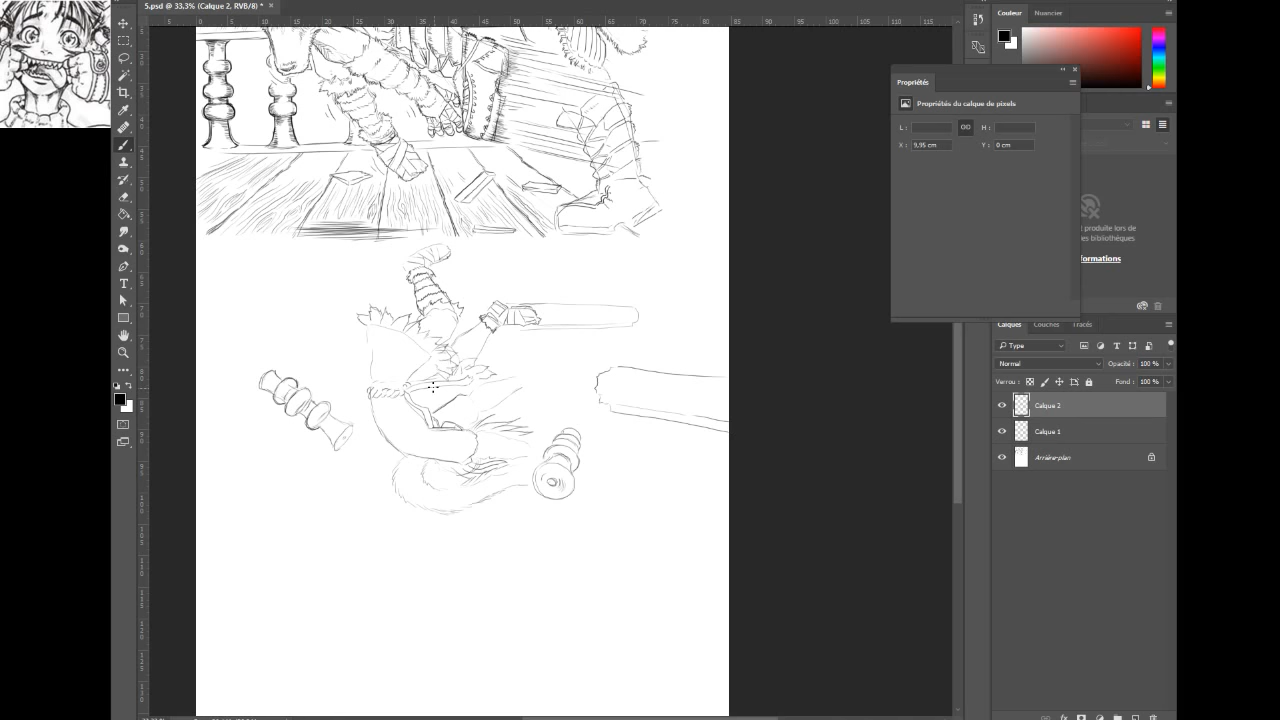 5.psd @ 33,3% (Calque 2, RVB/8) *
Couleur
Nuancier
Propriétés
Propriétés du calque de pixels
L :
H :
X : 9,95 cm
Y : 0 cm
t produite lors de
es bibliothèques
formations
Calques
Couches
Tracés
Type
Normal
Opacité : 100 %
Verrou :
Fond : 100 %
Calque 2
Calque 1
Arrière-plan